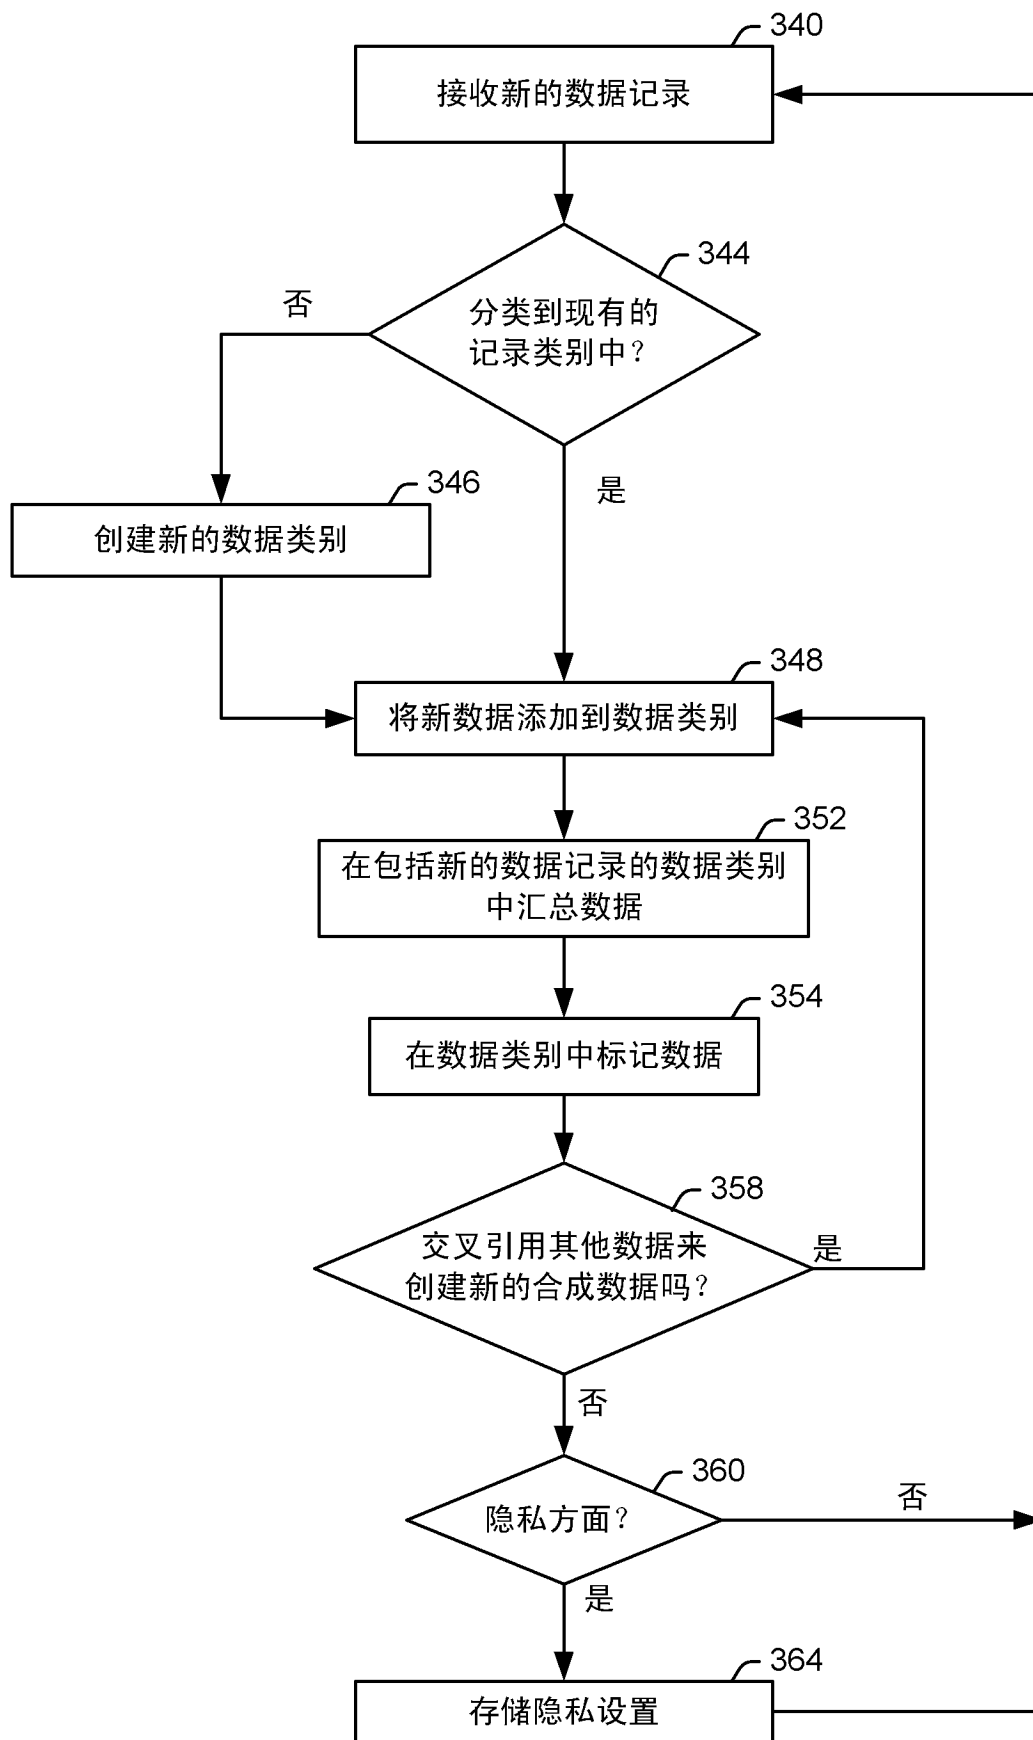 340
接收新的数据记录
344
分类到现有的
记录类别中?
否
是
346
创建新的数据类别
348
将新数据添加到数据类别
352
在包括新的数据记录的数据类别
中汇总数据
354
在数据类别中标记数据
358
交叉引用其他数据来
创建新的合成数据吗?
是
否
360
隐私方面?
否
是
364
存储隐私设置